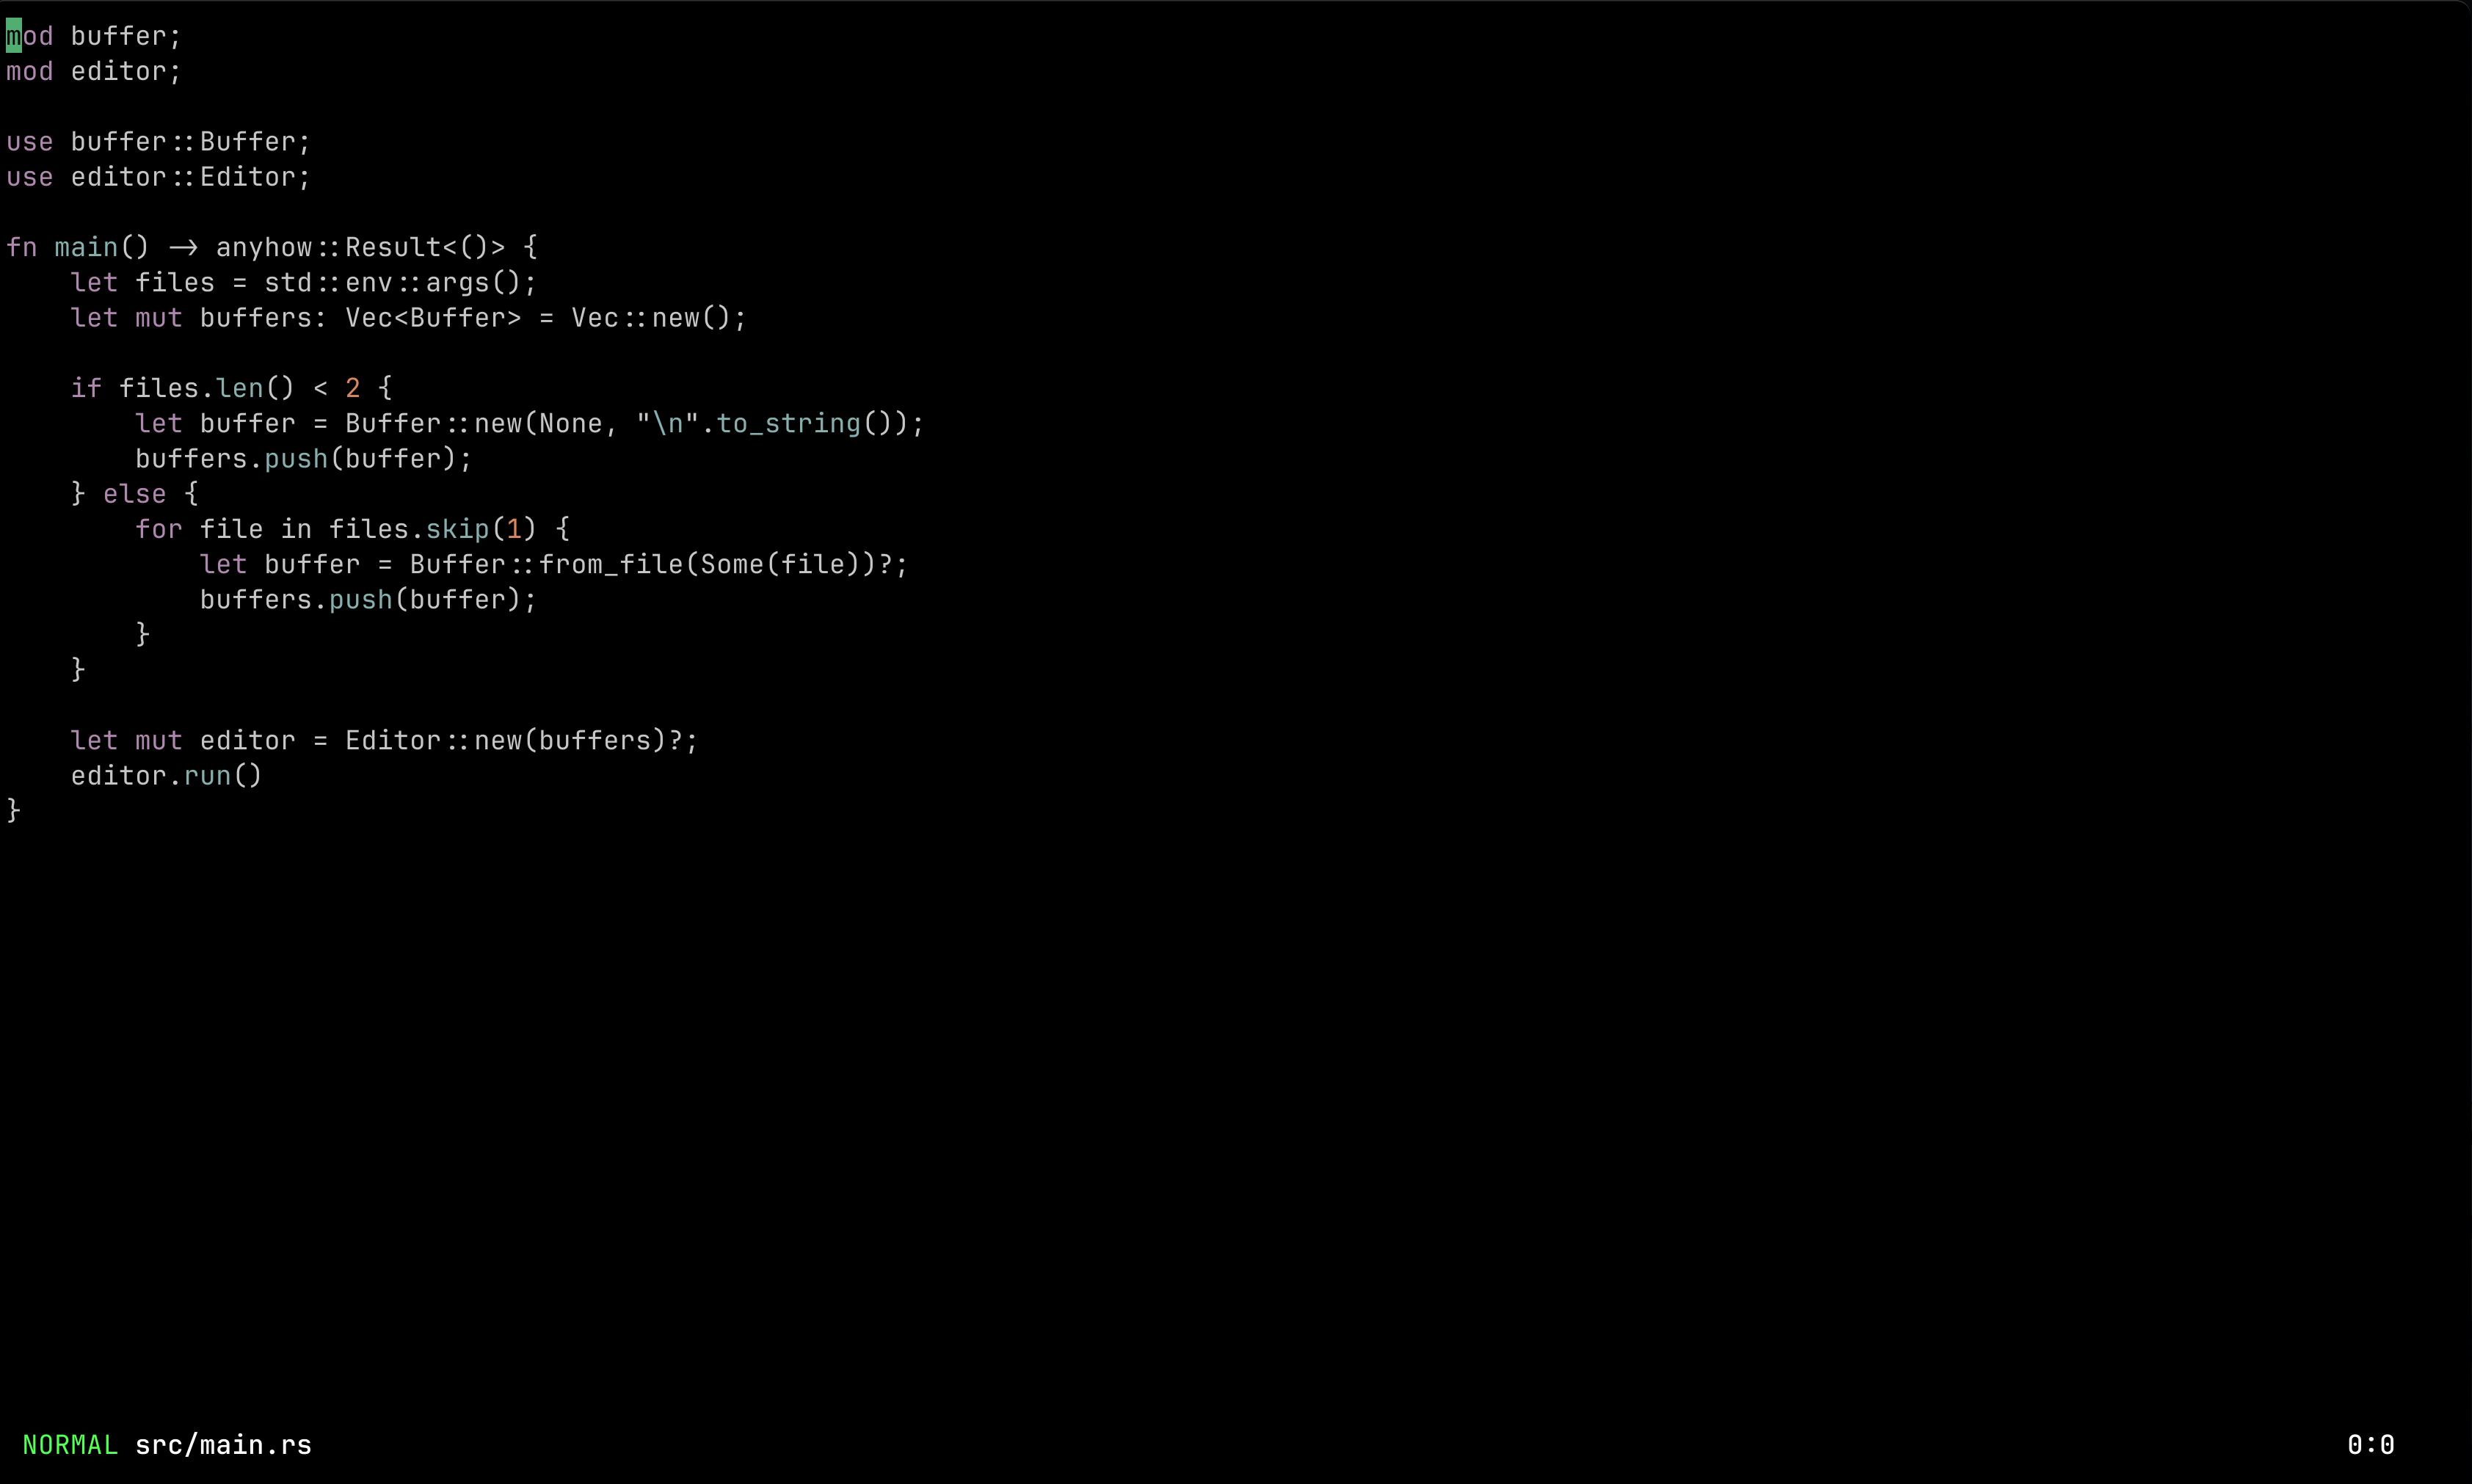 mod buffer;
mod editor;

use buffer::Buffer;
use editor::Editor;

fn main() -> anyhow::Result<()> {
    let files = std::env::args();
    let mut buffers: Vec<Buffer> = Vec::new();

    if files.len() < 2 {
        let buffer = Buffer::new(None, "\n".to_string());
        buffers.push(buffer);
    } else {
        for file in files.skip(1) {
            let buffer = Buffer::from_file(Some(file))?;
            buffers.push(buffer);
        }
    }

    let mut editor = Editor::new(buffers)?;
    editor.run()
}
NORMAL src/main.rs 0:0